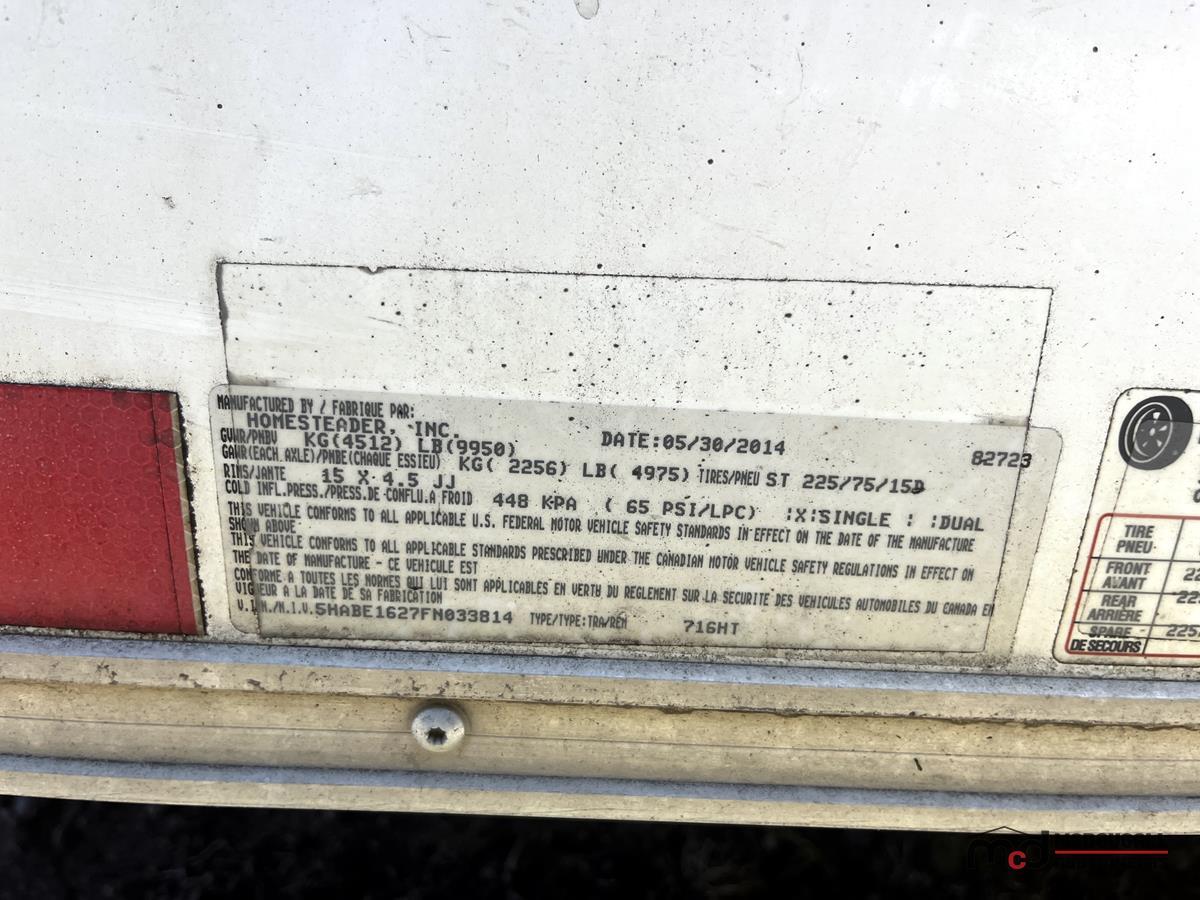 MANUFACTURED BY / FABRIQUE PAR:
HOMESTEADER, INC.
DATE:05/30/2014
82723
GVWR/PNBV KG(4512) LB(9950)
GAWR(EACH AXLE)/PNBE(CHAQUE ESSIEU) KG( 2256) LB( 4975) TIRES/PNEU ST 225/75/15D
RINS/JANTE 15 X 4.5 JJ
COLD INFL.PRESS./PRESS.DE CONFLU.A FROID 448 KPA ( 65 PSI/LPC) :X:SINGLE : :DUAL
THIS VEHICLE CONFORMS TO ALL APPLICABLE U.S. FEDERAL MOTOR VEHICLE SAFETY STANDARDS IN EFFECT ON THE DATE OF THE MANUFACTURE
SHOWN ABOVE
THIS VEHICLE CONFORMS TO ALL APPLICABLE STANDARDS PRESCRIBED UNDER THE CANADIAN MOTOR VEHICLE SAFETY REGULATIONS IN EFFECT ON
THE DATE OF MANUFACTURE - CE VEHICULE EST
CONFORME A TOUTES LES NORMES QUI LUI SONT APPLICABLES EN VERTU DU REGLEMENT SUR LA SECURITE DES VEHICULES AUTOMOBILES DU CANADA EN
VIGUEUR A LA DATE DE SA FABRICATION
V.I.N./N.I.V. 5HABE1627FN033814 TYPE/TYPE:TRA/REM 716HT
TIRE
PNEU
FRONT
AVANT
REAR
ARRIÈRE
SPARE
DE SECOURS
mcd